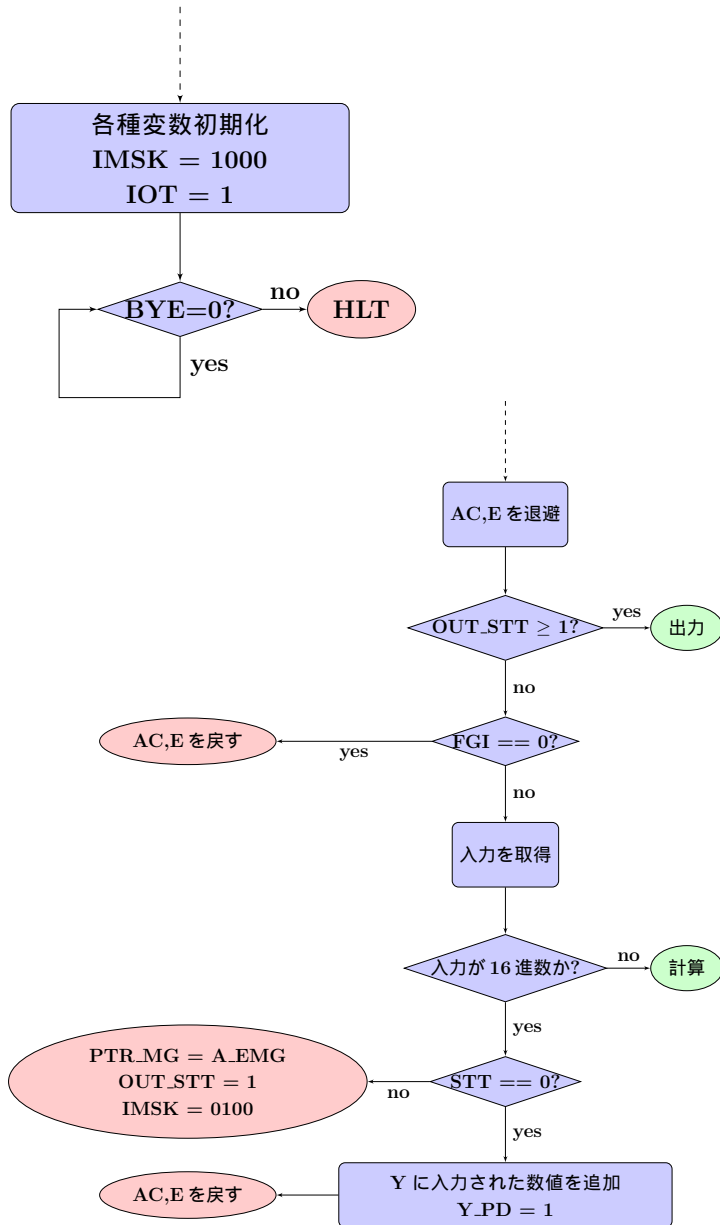 各種変数初期化
IMSK = 1000
IOT = 1
BYE=0?
no
HLT
yes
AC,E を退避
OUT_STT ≥ 1?
yes
出力
no
FGI == 0?
yes
AC,E を戻す
no
入力を取得
入力が 16 進数か?
no
計算
yes
STT == 0?
no
PTR_MG = A_EMG
OUT_STT = 1
IMSK = 0100
yes
Y に入力された数値を追加
Y_PD = 1
AC,E を戻す